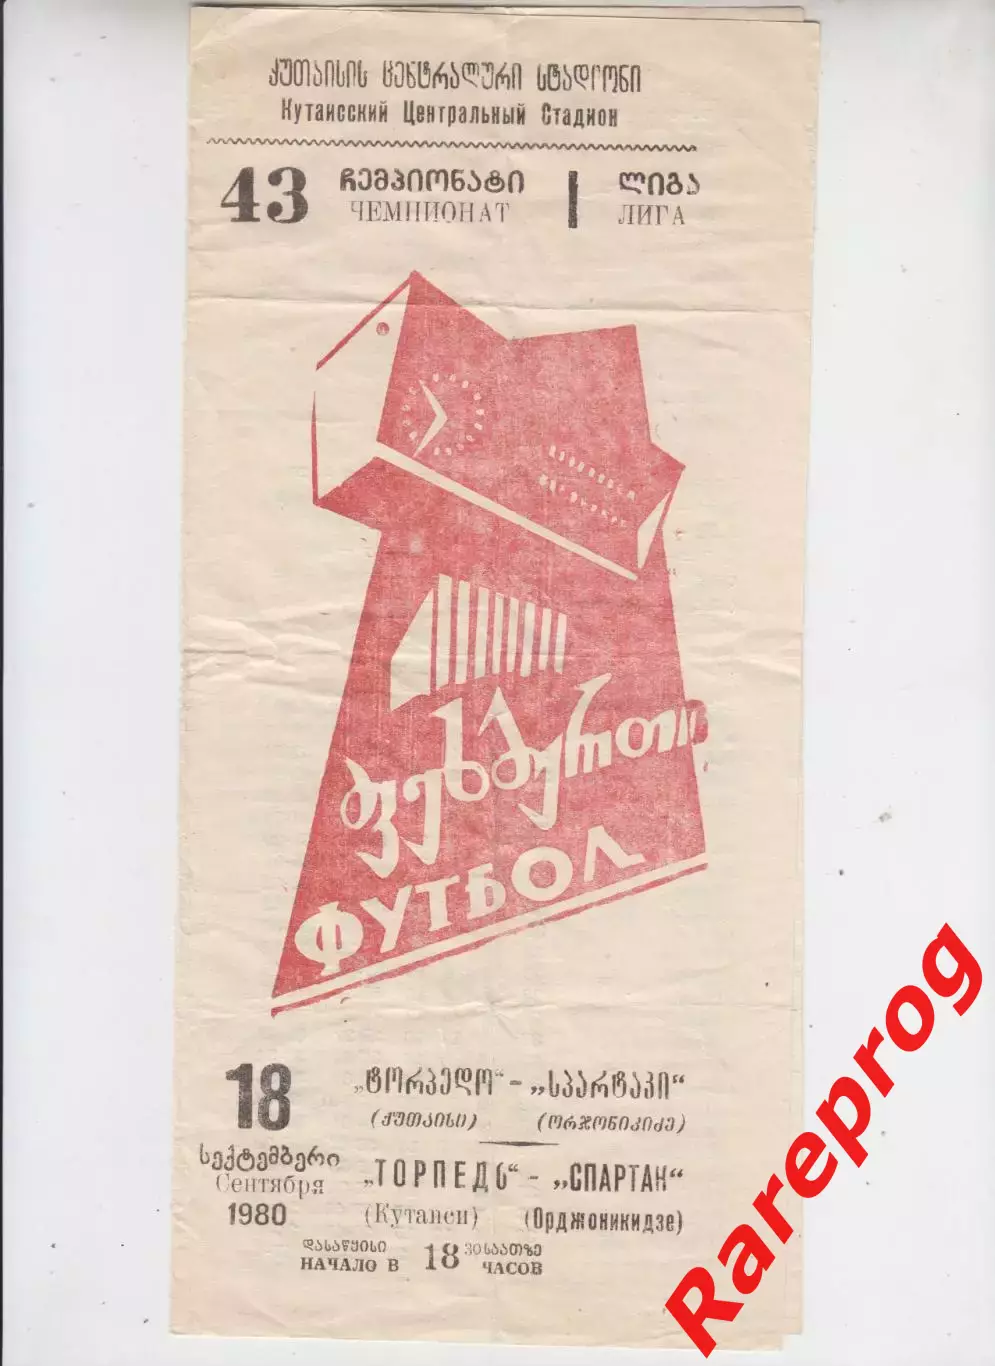 ქუთაისის ცენტრალური სტადიონი
Кутаисский Центральный Стадион
43 ჩემპიონატი I ლიგა
ЧЕМПИОНАТ ЛИГА
ფეხბურთი
ФУТБОЛ
18 „ტორპედო“ - „სპარტაკი“
(ქუთაისი) (ორჯონიკიძე)
სექტემბერი
Сентября
1980
„ТОРПЕДО“ - „СПАРТАК“
(Кутаиси) (Орджоникидзе)
დასაწყისი 18 30 საათზე
НАЧАЛО В ЧАСОВ
Rareprog